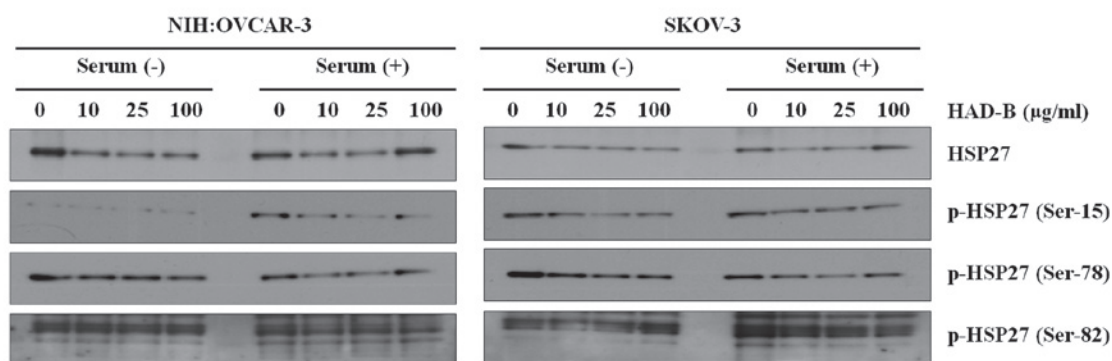 NIH:OVCAR-3 SKOV-3
Serum (-) Serum (+) Serum (-) Serum (+)
0 10 25 100 0 10 25 100 0 10 25 100 0 10 25 100 HAD-B (µg/ml)
HSP27
p-HSP27 (Ser-15)
p-HSP27 (Ser-78)
p-HSP27 (Ser-82)